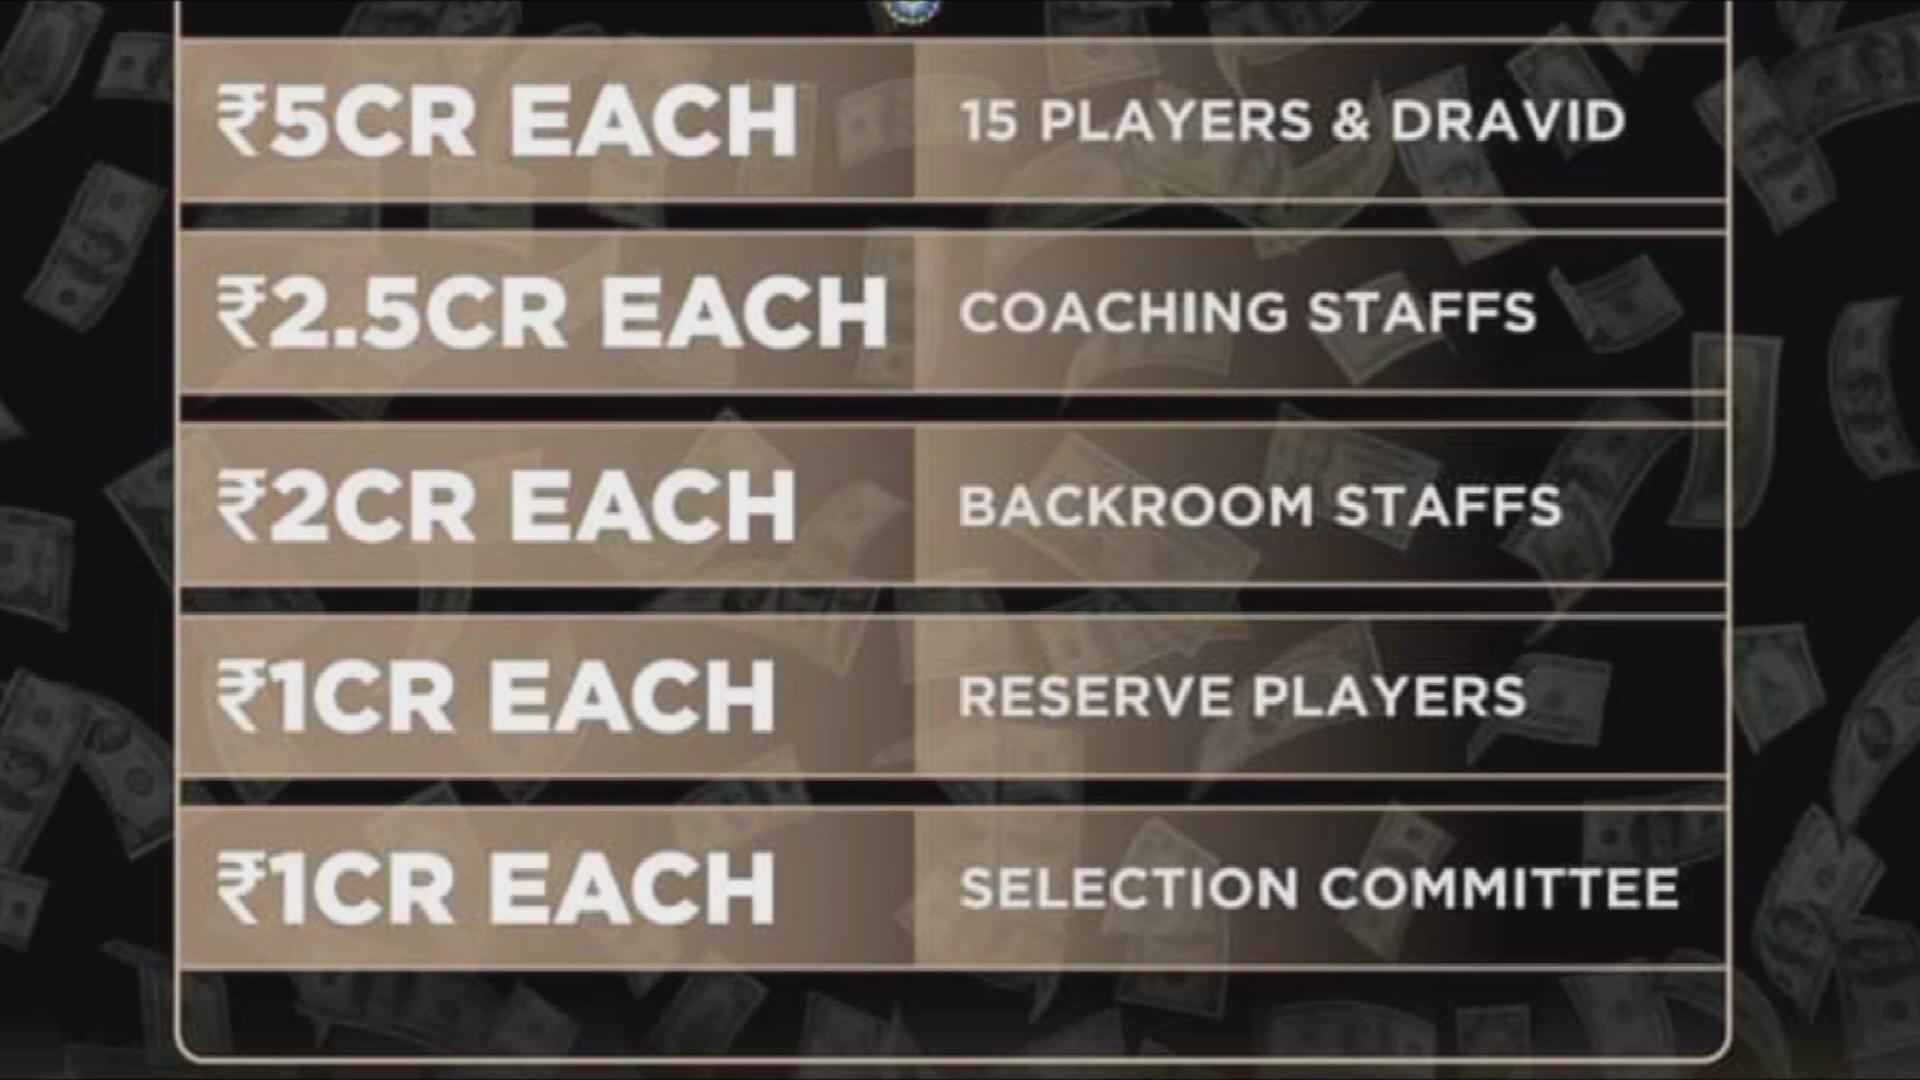 ₹5CR EACH 15 PLAYERS & DRAVID
₹2.5CR EACH COACHING STAFFS
₹2CR EACH BACKROOM STAFFS
₹1CR EACH RESERVE PLAYERS
₹1CR EACH SELECTION COMMITTEE